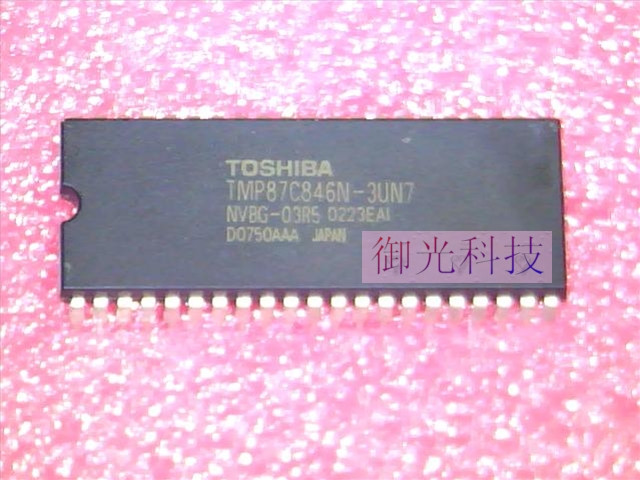 TOSHIBA
TMP87C846N-3UN7
NVBG-03R5 0223EAI
D0750AAA JAPAN
御光科技